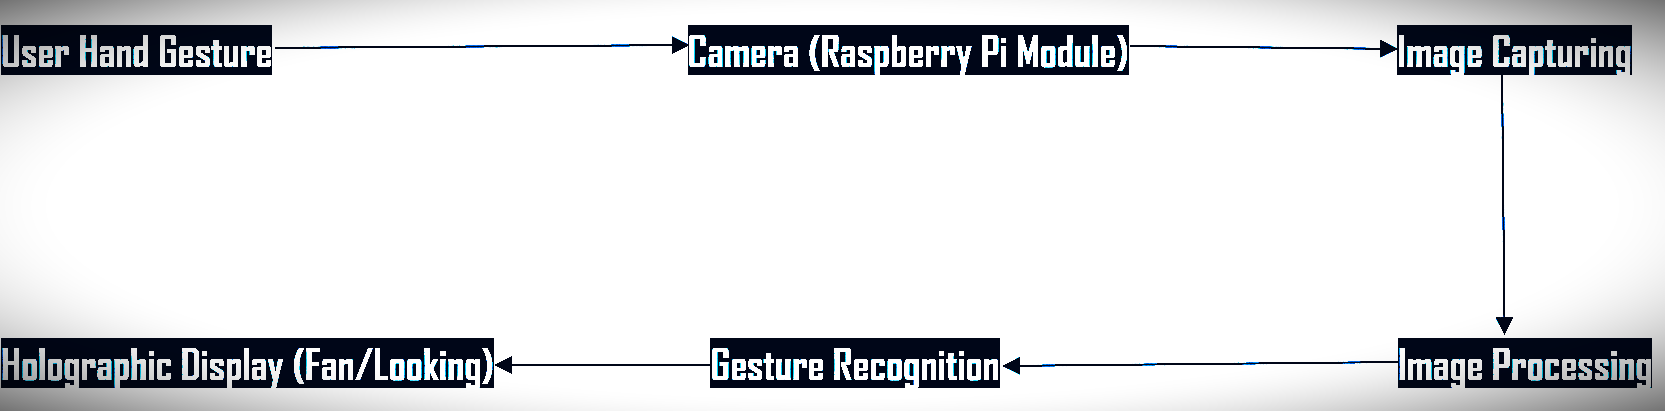 User Hand Gesture
Camera (Raspberry Pi Module)
Image Capturing
Holographic Display (Fan/Looking)
Gesture Recognition
Image Processing